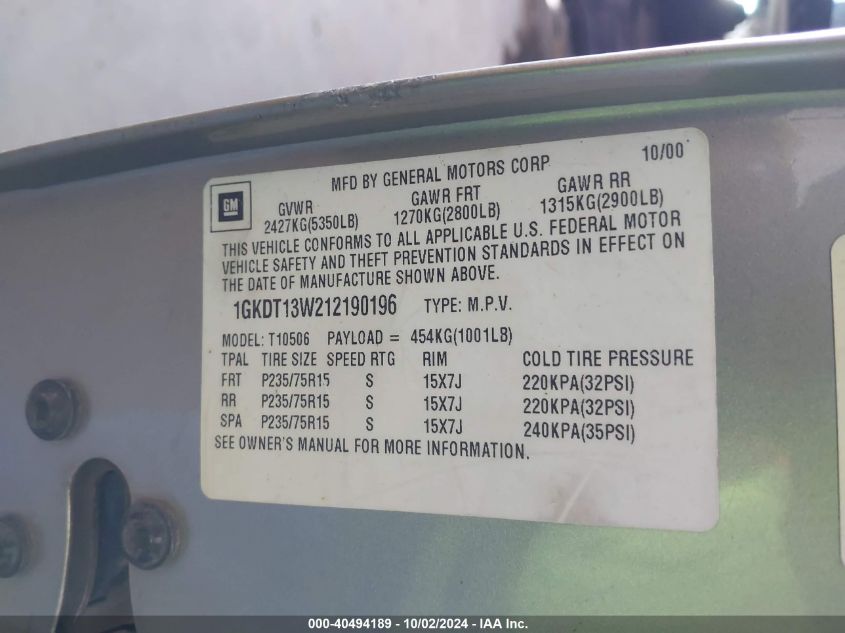 MFD BY GENERAL MOTORS CORP 10/00
GM
GVWR GAWR FRT GAWR RR
2427KG(5350LB) 1270KG(2800LB) 1315KG(2900LB)
THIS VEHICLE CONFORMS TO ALL APPLICABLE U.S. FEDERAL MOTOR
VEHICLE SAFETY AND THEFT PREVENTION STANDARDS IN EFFECT ON
THE DATE OF MANUFACTURE SHOWN ABOVE.
1GKDT13W212190196 TYPE: M.P.V.
MODEL: T10506 PAYLOAD = 454KG(1001LB)
TPAL TIRE SIZE SPEED RTG RIM COLD TIRE PRESSURE
FRT P235/75R15 S 15X7J 220KPA(32PSI)
RR P235/75R15 S 15X7J 220KPA(32PSI)
SPA P235/75R15 S 15X7J 240KPA(35PSI)
SEE OWNER'S MANUAL FOR MORE INFORMATION.
000-40494189 - 10/02/2024 - IAA Inc.